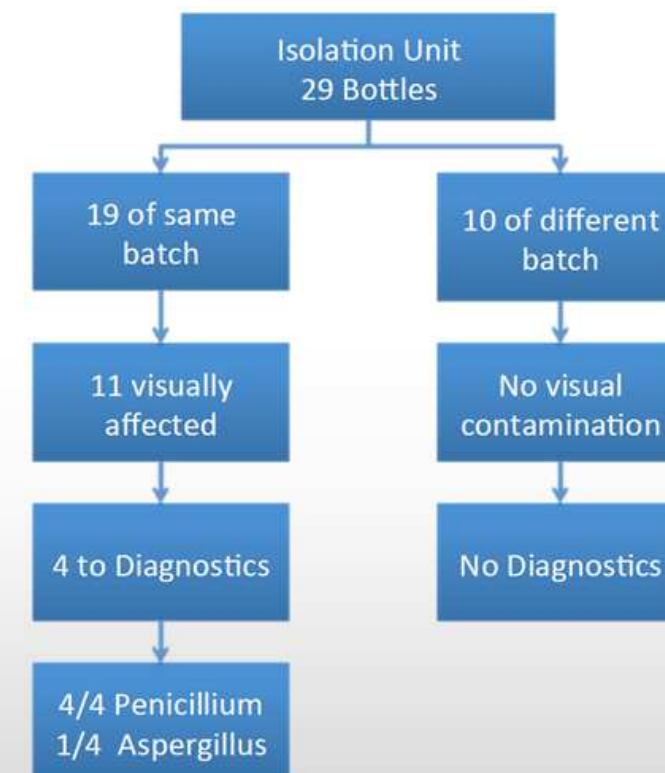 Isolation Unit
29 Bottles
19 of same
batch
10 of different
batch
11 visually
affected
No visual
contamination
4 to Diagnostics
No Diagnostics
4/4 Penicillium
1/4 Aspergillus